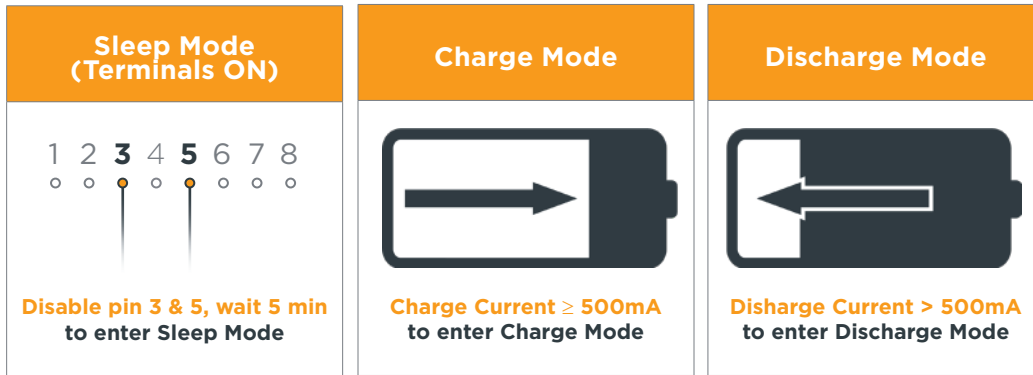 Sleep Mode
(Terminals ON)
1 2 3 4 5 6 7 8
Disable pin 3 & 5, wait 5 min
to enter Sleep Mode
Charge Mode
Charge Current ≥ 500mA
to enter Charge Mode
Discharge Mode
Disharge Current > 500mA
to enter Discharge Mode